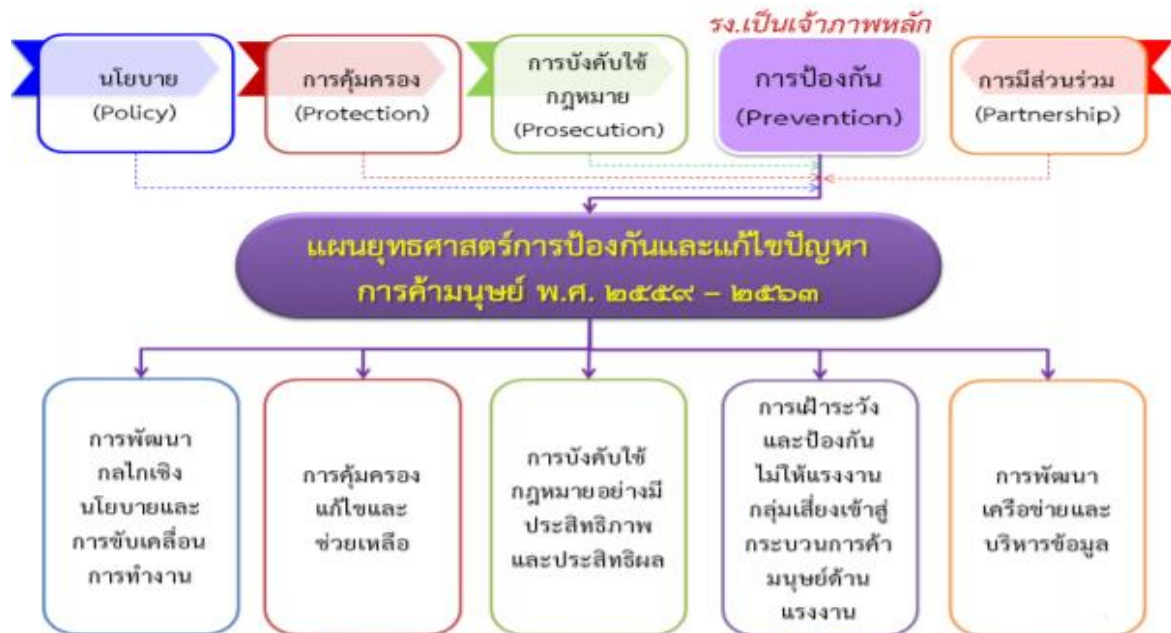 รง.เป็นเจ้าภาพหลัก
นโยบาย
(Policy)
การคุ้มครอง
(Protection)
การบังคับใช้
กฎหมาย
(Prosecution)
การป้องกัน
(Prevention)
การมีส่วนร่วม
(Partnership)
แผนยุทธศาสตร์การป้องกันและแก้ไขปัญหา
การค้ามนุษย์ พ.ศ. ๒๕๕๙ – ๒๕๖๓
การพัฒนา
กลไกเชิง
นโยบายและ
การขับเคลื่อน
การทำงาน
การคุ้มครอง
แก้ไขและ
ช่วยเหลือ
การบังคับใช้
กฎหมายอย่างมี
ประสิทธิภาพ
และประสิทธิผล
การเฝ้าระวัง
และป้องกัน
ไม่ให้แรงงาน
กลุ่มเสี่ยงเข้าสู่
กระบวนการค้า
มนุษย์ด้าน
แรงงาน
การพัฒนา
เครือข่ายและ
บริหารข้อมูล